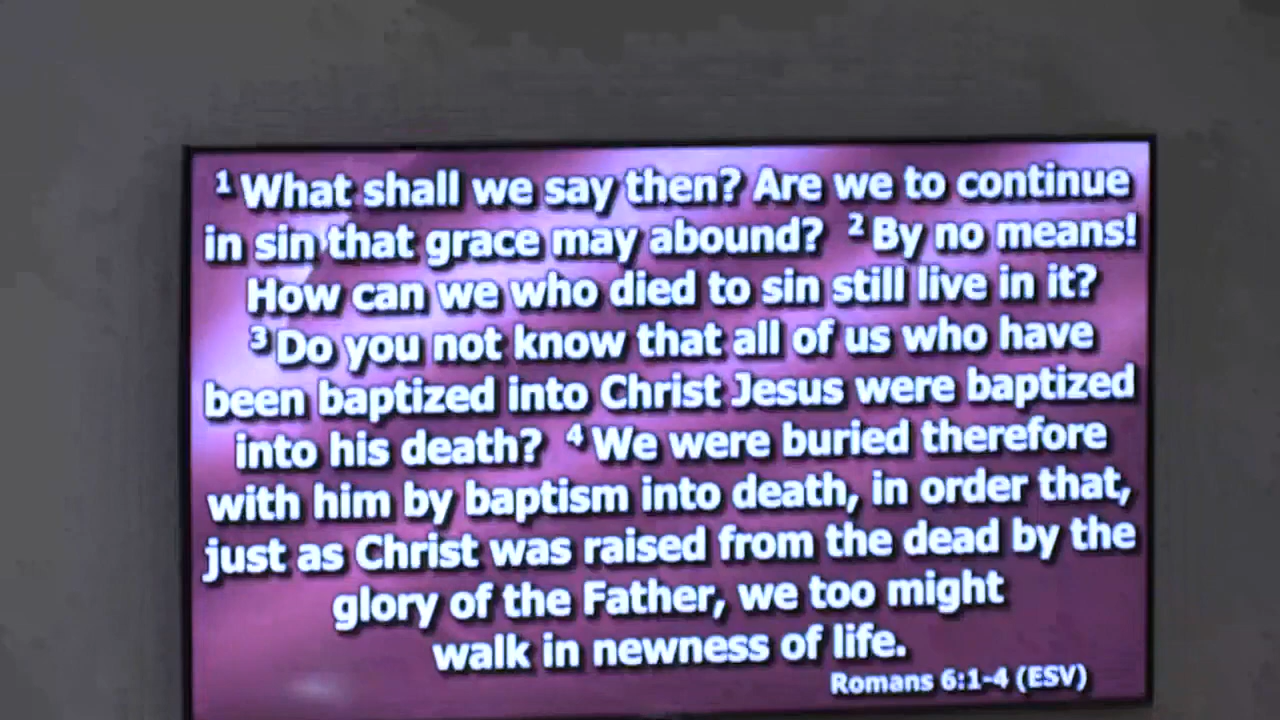 ¹ What shall we say then? Are we to continue
in sin that grace may abound? ² By no means!
How can we who died to sin still live in it?
³ Do you not know that all of us who have
been baptized into Christ Jesus were baptized
into his death? ⁴ We were buried therefore
with him by baptism into death, in order that,
just as Christ was raised from the dead by the
glory of the Father, we too might
walk in newness of life.
Romans 6:1-4 (ESV)